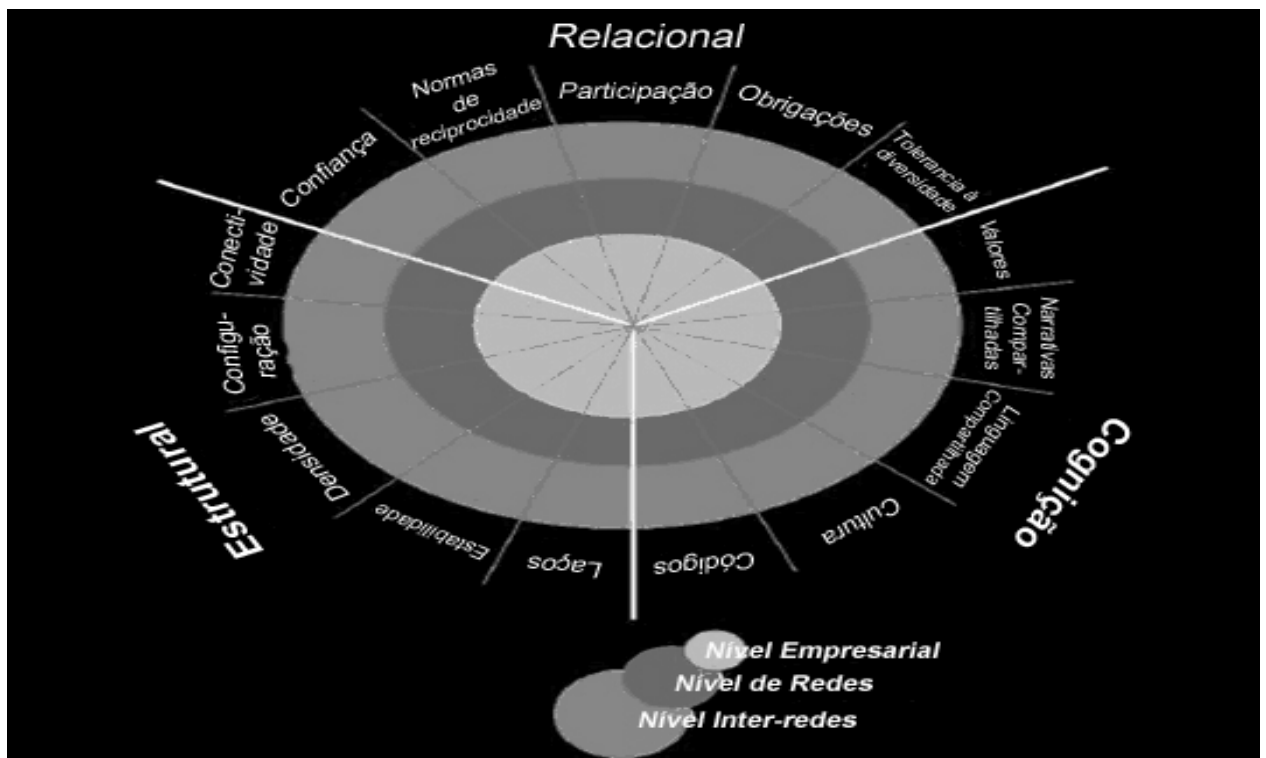 Relacional
Confiança
Normas
de
reciprocidade
Participação
Obrigações
Tolerancia à
diversidade
Valores
Narrativas
Compar-
tilhadas
Linguagem
Compartilhada
Cultura
Códigos
Cognição
Laços
Estabilidade
Densidade
Configu-
ração
Conecti-
vidade
Estrutural
Nível Empresarial
Nível de Redes
Nível Inter-redes